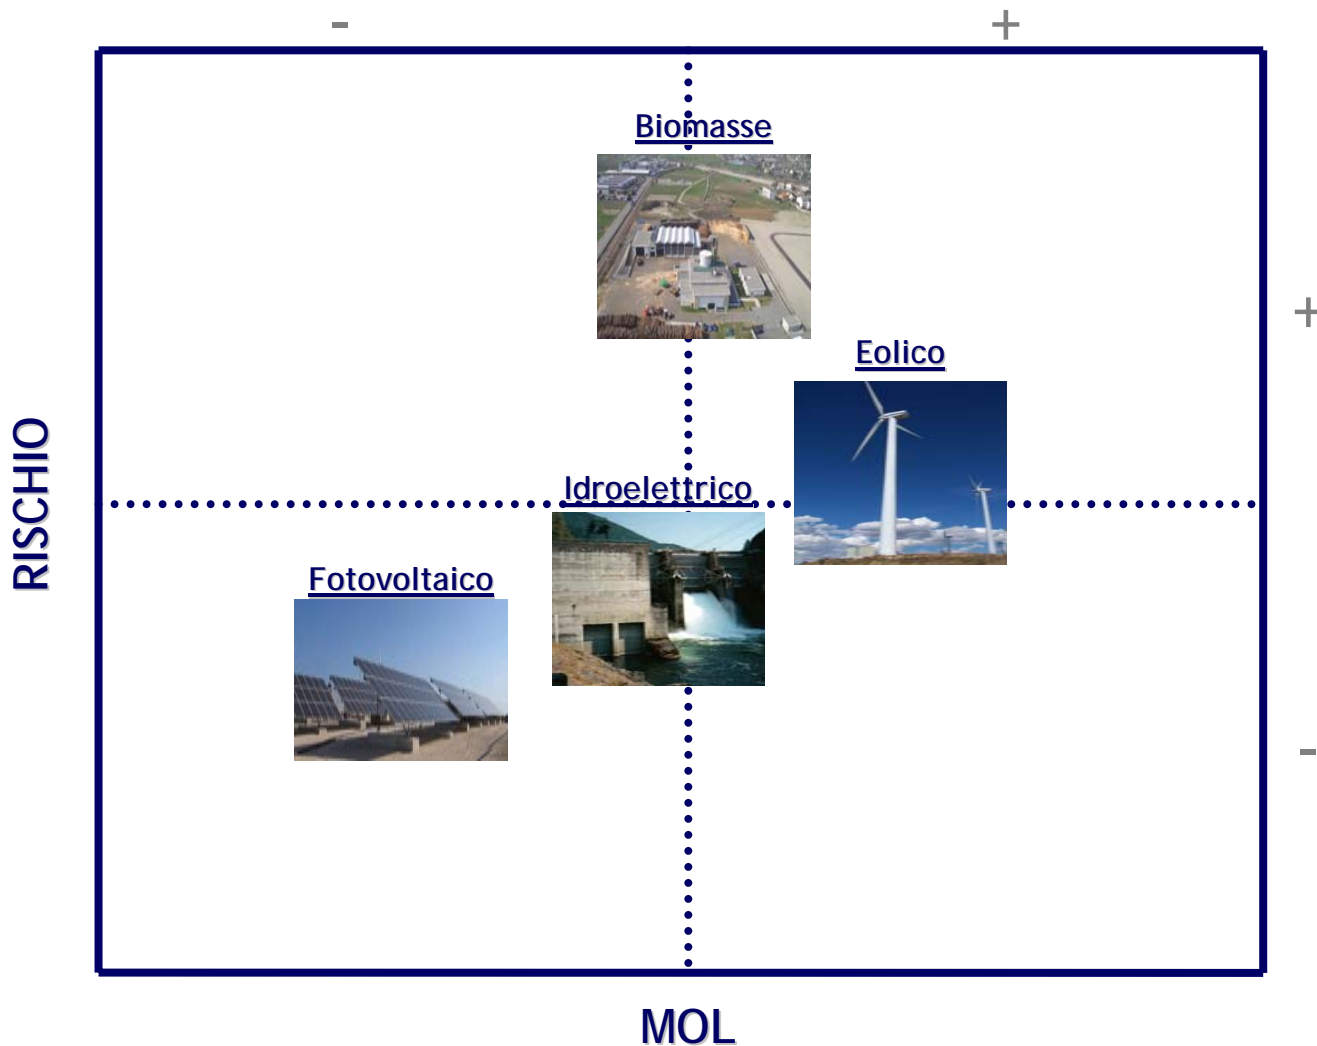 - +
Biomasse
+
Eolico
RISCHIO
Idroelettrico
Fotovoltaico
-
MOL